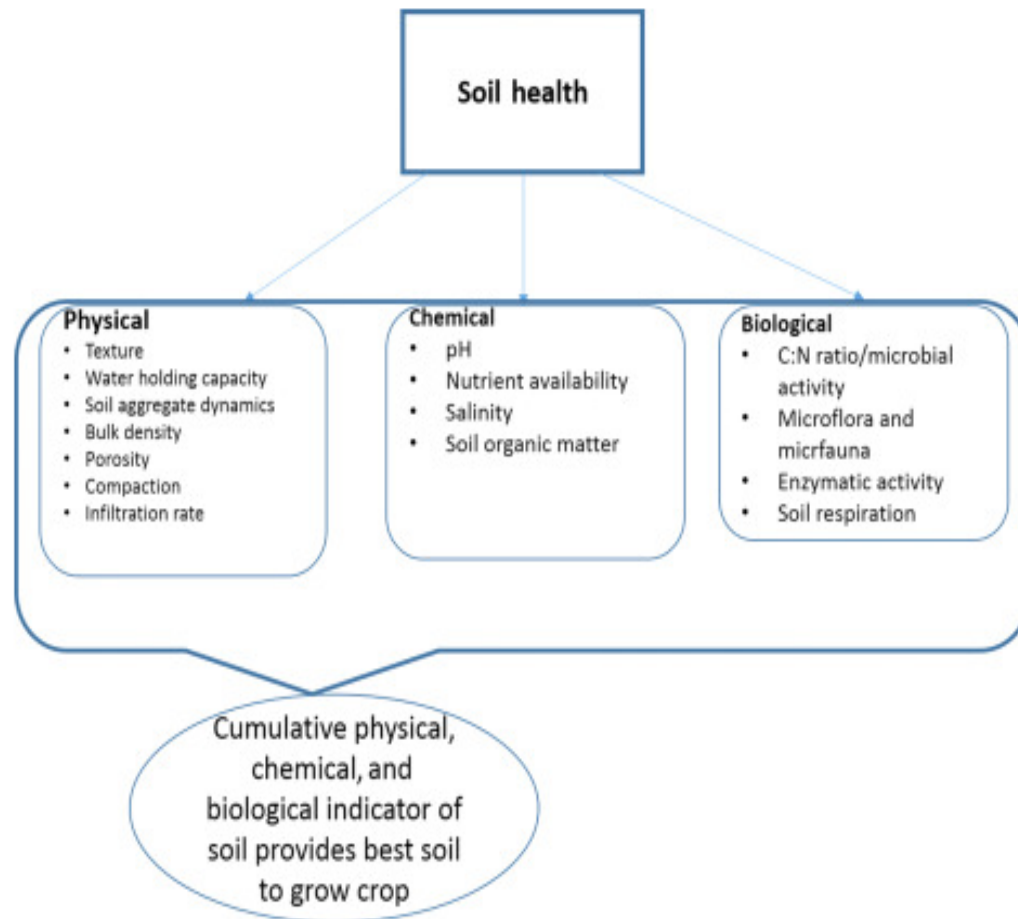 Soil health
Physical
• Texture
• Water holding capacity
• Soil aggregate dynamics
• Bulk density
• Porosity
• Compaction
• Infiltration rate
Chemical
• pH
• Nutrient availability
• Salinity
• Soil organic matter
Biological
• C:N ratio/microbial
activity
• Microflora and
micrfauna
• Enzymatic activity
• Soil respiration
Cumulative physical,
chemical, and
biological indicator of
soil provides best soil
to grow crop